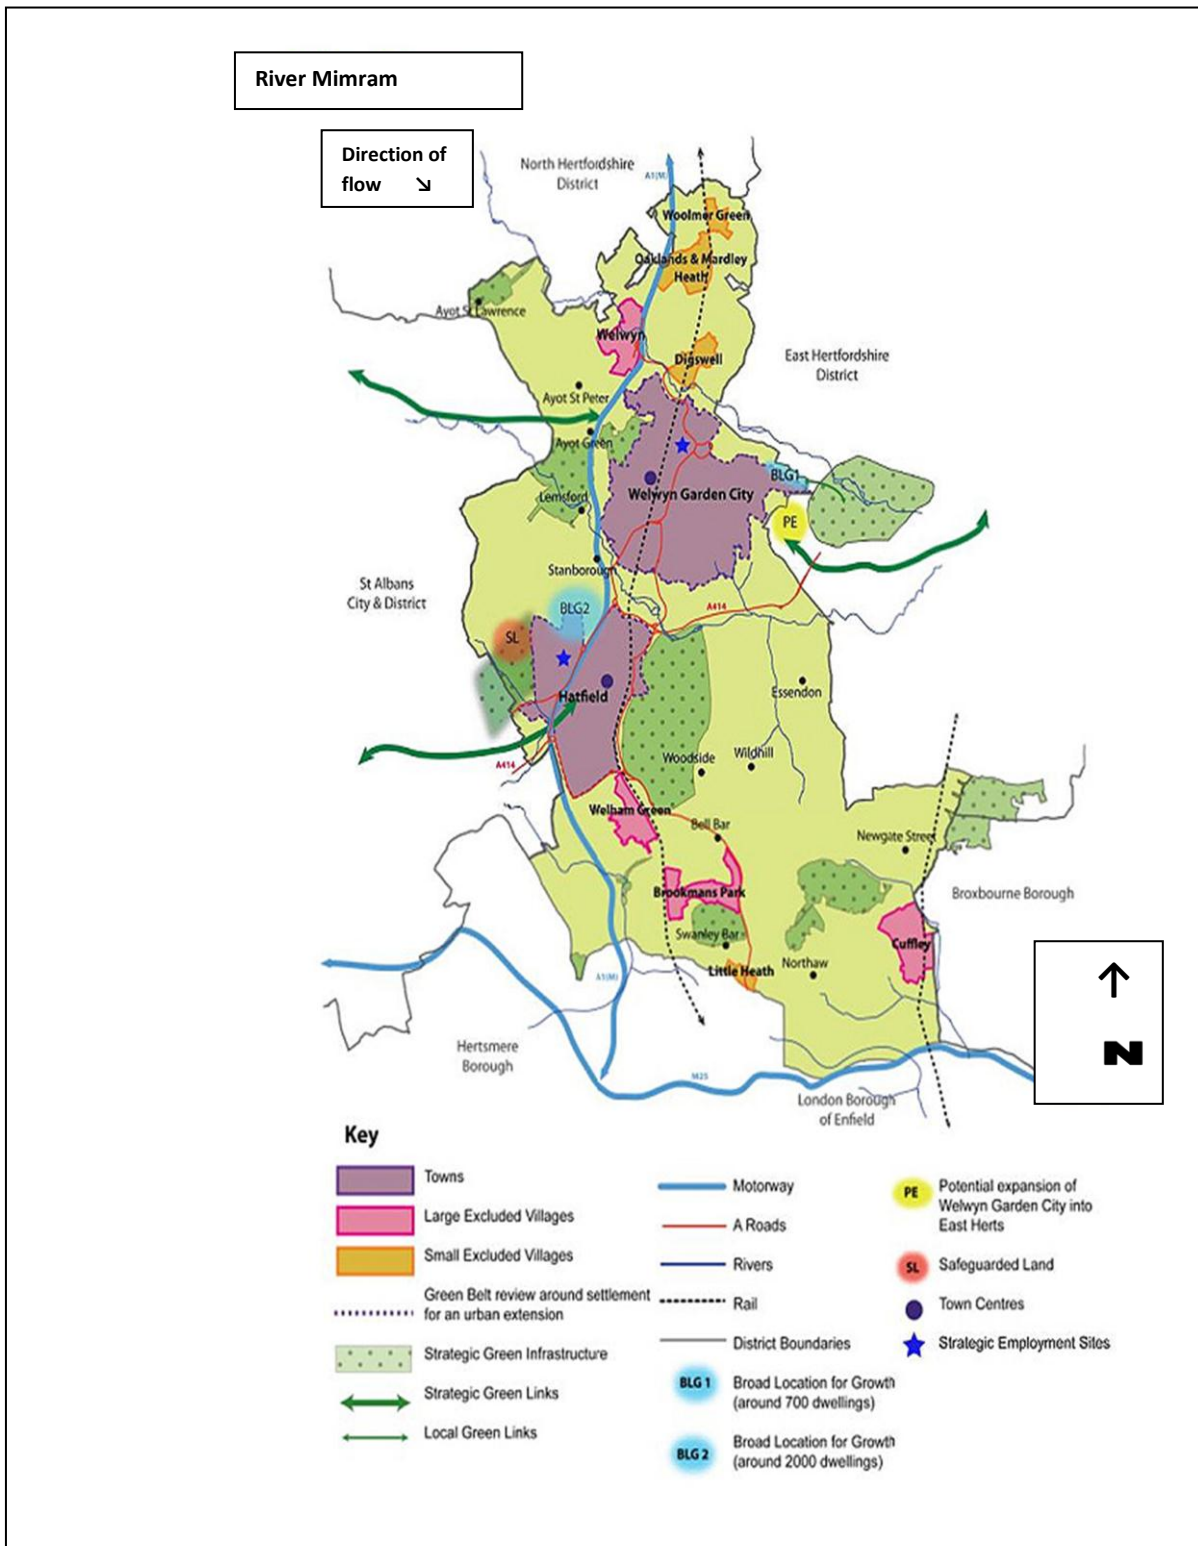 River Mimram
Direction of
flow ↘
North Hertfordshire
District
A1(M)
Woolmer Green
Oaklands & Mardley
Heath
Ayot St Lawrence
Welwyn
Digswell
East Hertfordshire
District
Ayot St Peter
Ayot Green
BLG1
Lemsford
Welwyn Garden City
PE
Stanborough
St Albans
City & District
BLG2
A414
SL
Hatfield
Essendon
A414
Woodside
Wildhill
Welham Green
Bell Bar
Newgate Street
Brookmans Park
Broxbourne Borough
Swanley Bar
Cuffley
Little Heath
Northaw
A1(M)
N
Hertsmere
Borough
M25
London Borough
of Enfield
Key
Towns
Large Excluded Villages
Small Excluded Villages
Green Belt review around settlement
for an urban extension
Strategic Green Infrastructure
Strategic Green Links
Local Green Links
Motorway
A Roads
Rivers
Rail
District Boundaries
BLG 1 Broad Location for Growth
(around 700 dwellings)
BLG 2 Broad Location for Growth
(around 2000 dwellings)
PE Potential expansion of
Welwyn Garden City into
East Herts
SL Safeguarded Land
Town Centres
Strategic Employment Sites